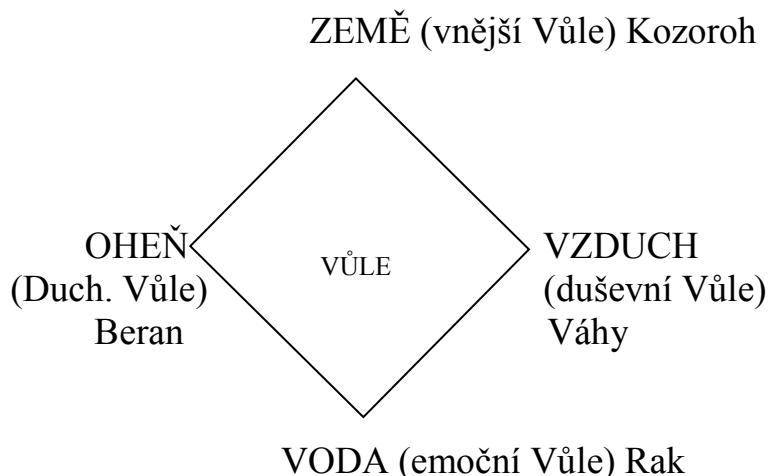 ZEMĚ (vnější Vůle) Kozoroh
OHEŇ
(Duch. Vůle)
Beran
VŮLE
VZDUCH
(duševní Vůle)
Váhy
VODA (emoční Vůle) Rak